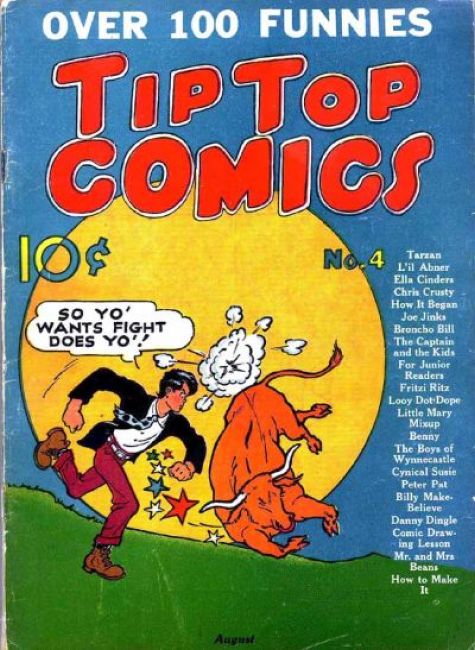 OVER 100 FUNNIES
TIP TOP
COMICS
10¢
No. 4
SO YO'
WANTS FIGHT
DOES YO'!
Tarzan
L'il Abner
Ella Cinders
Chris Crusty
How It Began
Joe Jinks
Broncho Bill
The Captain
and the Kids
For Junior
Readers
Fritzi Ritz
Looy Dot-Dope
Little Mary
Mixup
Benny
The Boys of
Wynnecastle
Cynical Susie
Peter Pat
Billy Make-
Believe
Danny Dingle
Comic Draw-
ing Lesson
Mr. and Mrs
Beans
How to Make
It
August